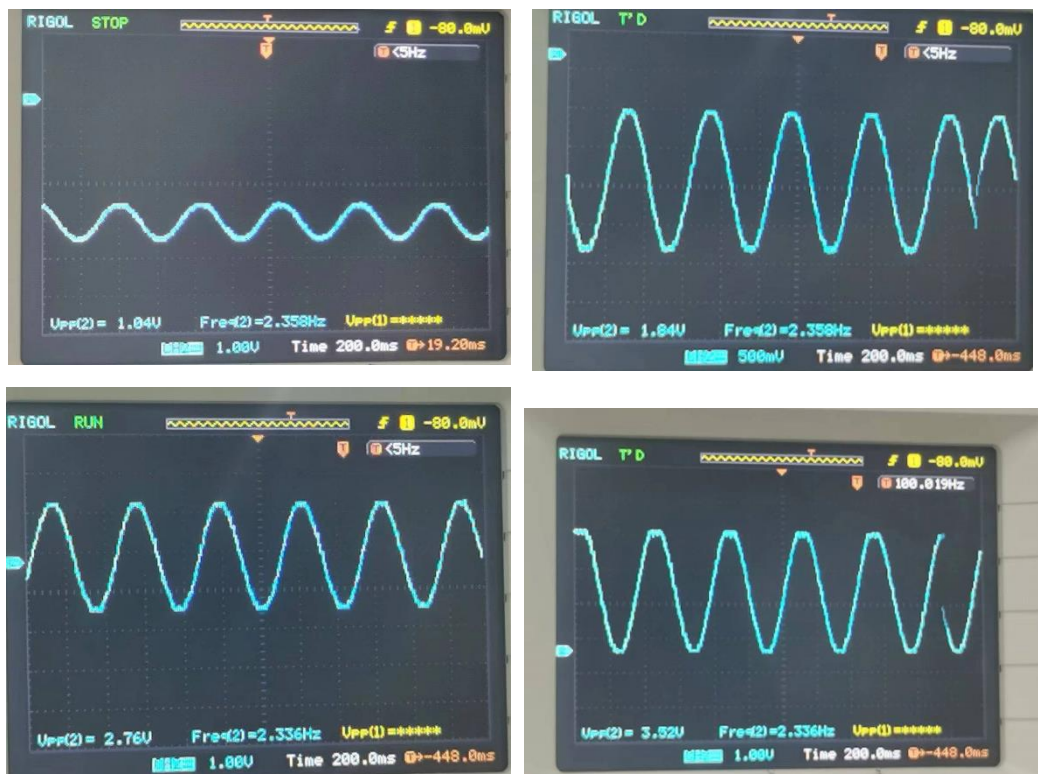 RIGOL STOP T 1 -80.0mV
T <5Hz
Vpp(2)= 1.04V Freq(2)=2.358Hz Vpp(1)=*****
1.00V Time 200.0ms T→19.20ms
RIGOL T'D T 1 -80.0mV
T <5Hz
Vpp(2)= 1.84V Freq(2)=2.358Hz Vpp(1)=*****
500mV Time 200.0ms T→-448.0ms
RIGOL RUN T 1 -80.0mV
T <5Hz
Vpp(2)= 2.76V Freq(2)=2.336Hz Vpp(1)=*****
1.00V Time 200.0ms T→-448.0ms
RIGOL T'D T 1 -80.0mV
T 100.019Hz
Vpp(2)= 3.52V Freq(2)=2.336Hz Vpp(1)=*****
1.00V Time 200.0ms T→-448.0ms